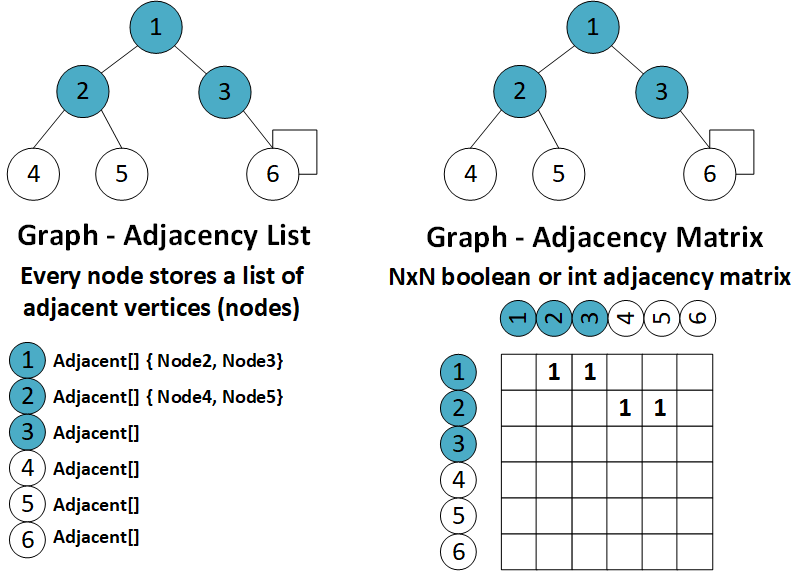 1
2
3
4
5
6
Graph - Adjacency List
Every node stores a list of
adjacent vertices (nodes)
1 Adjacent[] { Node2, Node3}
2 Adjacent[] { Node4, Node5}
3 Adjacent[]
4 Adjacent[]
5 Adjacent[]
6 Adjacent[]
1
2
3
4
5
6
Graph - Adjacency Matrix
NxN boolean or int adjacency matrix
1 2 3 4 5 6
1 1 1
2 1 1
3
4
5
6